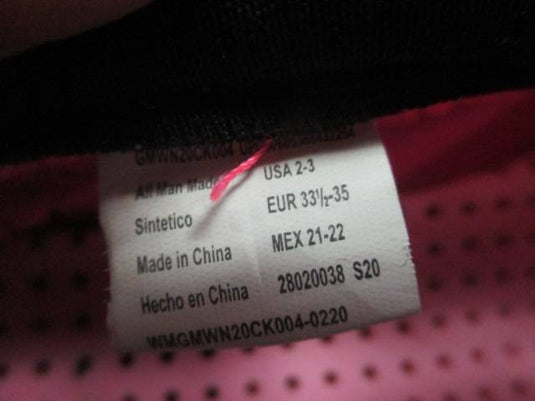 GMWN20CK004
All Man Made USA 2-3
Sintetico EUR 33½-35
Made in China MEX 21-22
Hecho en China 28020038 S20
WMGMWN20CK004-0220